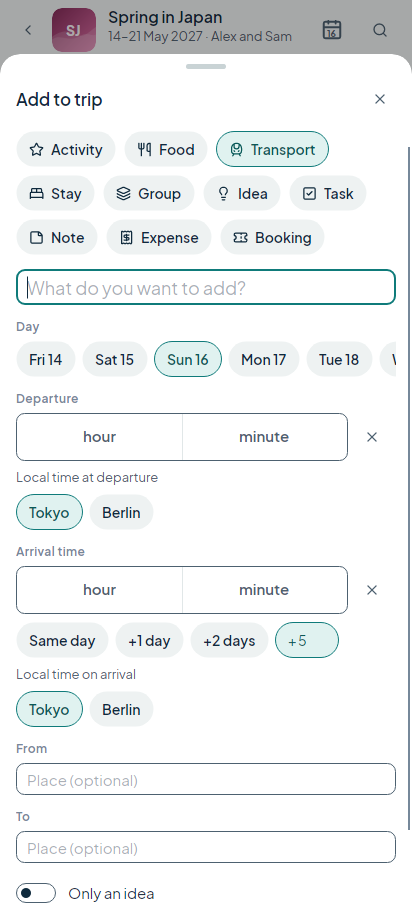 SJ
Spring in Japan
14–21 May 2027 · Alex and Sam
16
Add to trip
Activity
Food
Transport
Stay
Group
Idea
Task
Note
Expense
Booking
What do you want to add?
Day
Fri 14
Sat 15
Sun 16
Mon 17
Tue 18
Departure
hour
minute
Local time at departure
Tokyo
Berlin
Arrival time
hour
minute
Same day
+1 day
+2 days
+ 5
Local time on arrival
Tokyo
Berlin
From
Place (optional)
To
Place (optional)
Only an idea